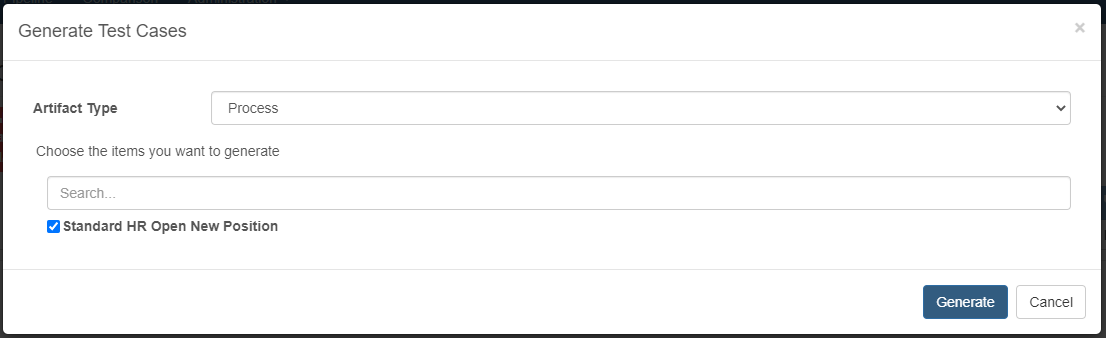 Generate Test Cases
×
Artifact Type
Process
Choose the items you want to generate
Search...
Standard HR Open New Position
Generate
Cancel